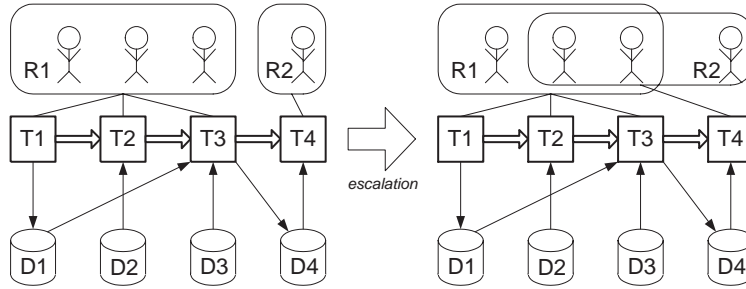 R1 R2 R1 R2
T1 T2 T3 T4 T1 T2 T3 T4
escalation
D1 D2 D3 D4 D1 D2 D3 D4